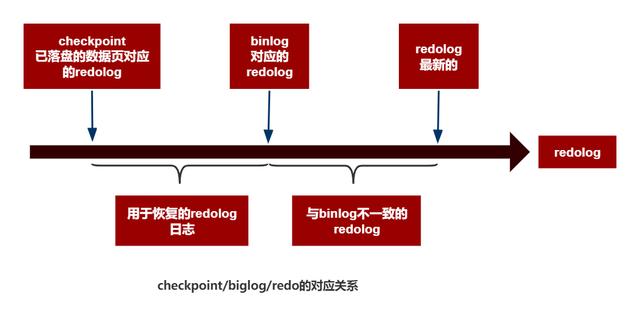 checkpoint
已落盘的数据页对应
的redolog
binlog
对应的
redolog
redolog
最新的
redolog
用于恢复的redolog
日志
与binlog不一致的
redolog
checkpoint/biglog/redo的对应关系